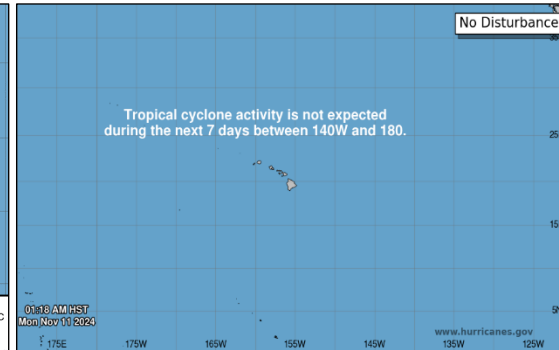 No Disturbance
Tropical cyclone activity is not expected
during the next 7 days between 140W and 180.
25
15
01:18 AM HST
Mon Nov 11 2024
www.hurricanes.gov
175E
175W
165W
155W
145W
135W
125W